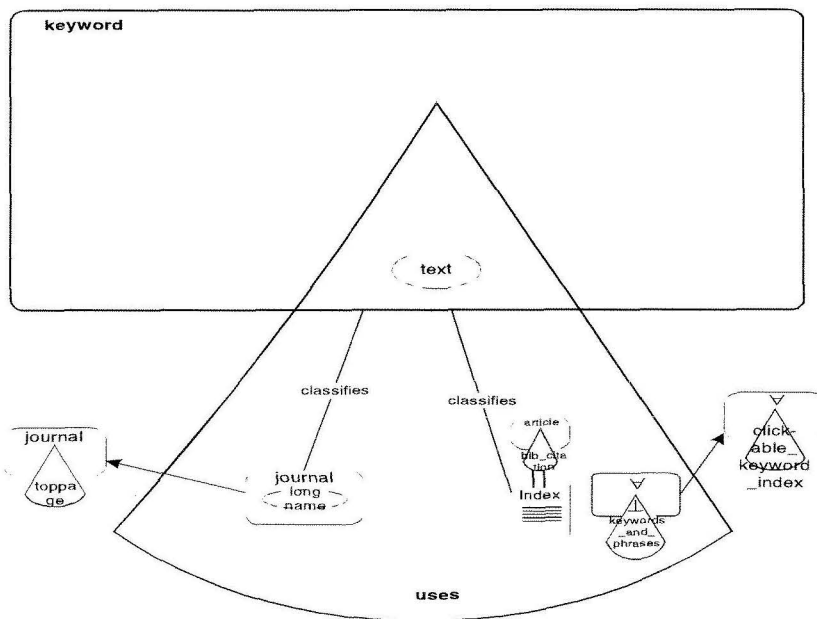 keyword
text
classifies
classifies
journal
toppa
ge
journal
long
name
article
bib_cita
tion
Index
∀
⊥
keywords
_and_
phrases
∀
click-
able_
keyword
_index
uses